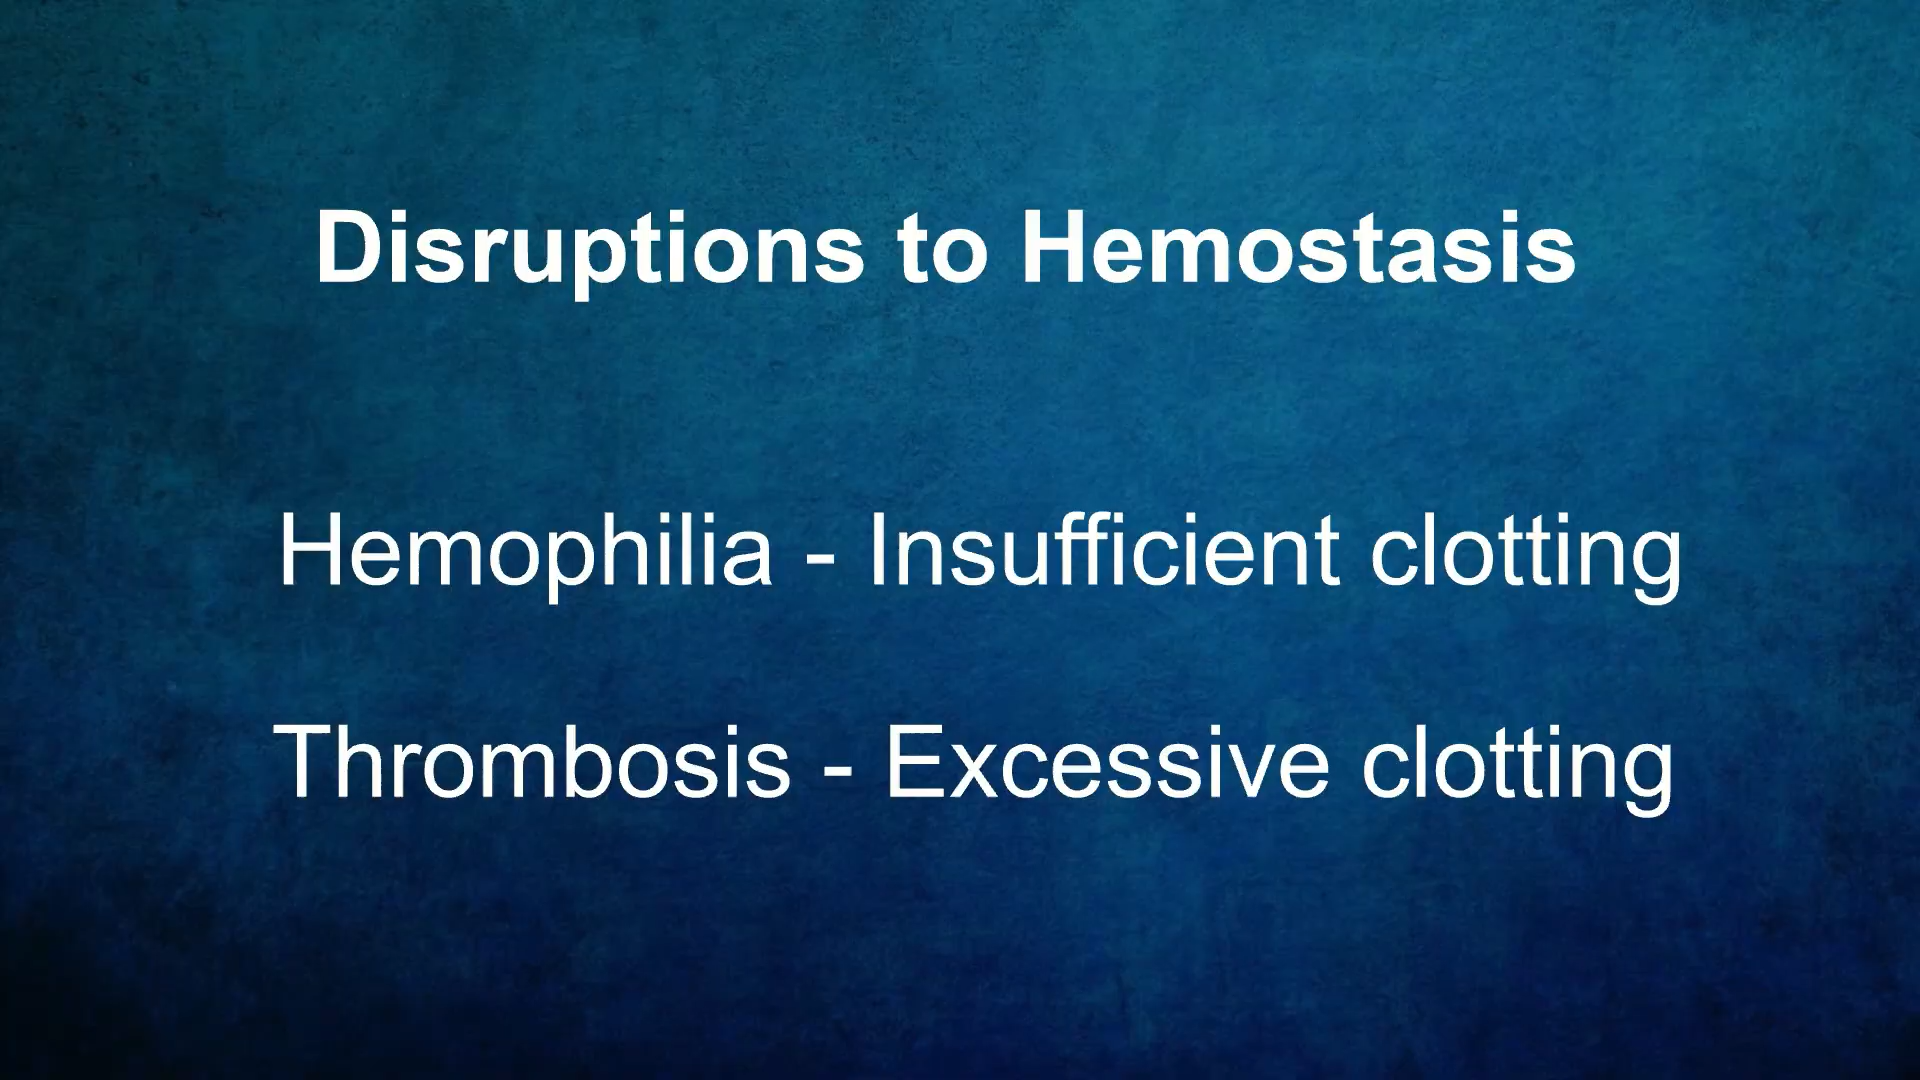 Disruptions to Hemostasis
Hemophilia - Insufficient clotting
Thrombosis - Excessive clotting